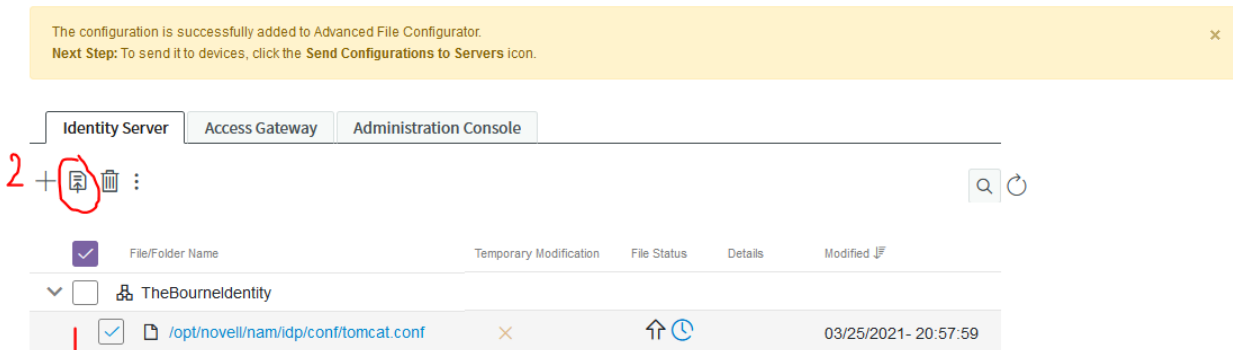 The configuration is successfully added to Advanced File Configurator.
Next Step: To send it to devices, click the Send Configurations to Servers icon.
Identity Server Access Gateway Administration Console
2
File/Folder Name Temporary Modification File Status Details Modified
TheBourneIdentity
/opt/novell/nam/idp/conf/tomcat.conf 03/25/2021- 20:57:59